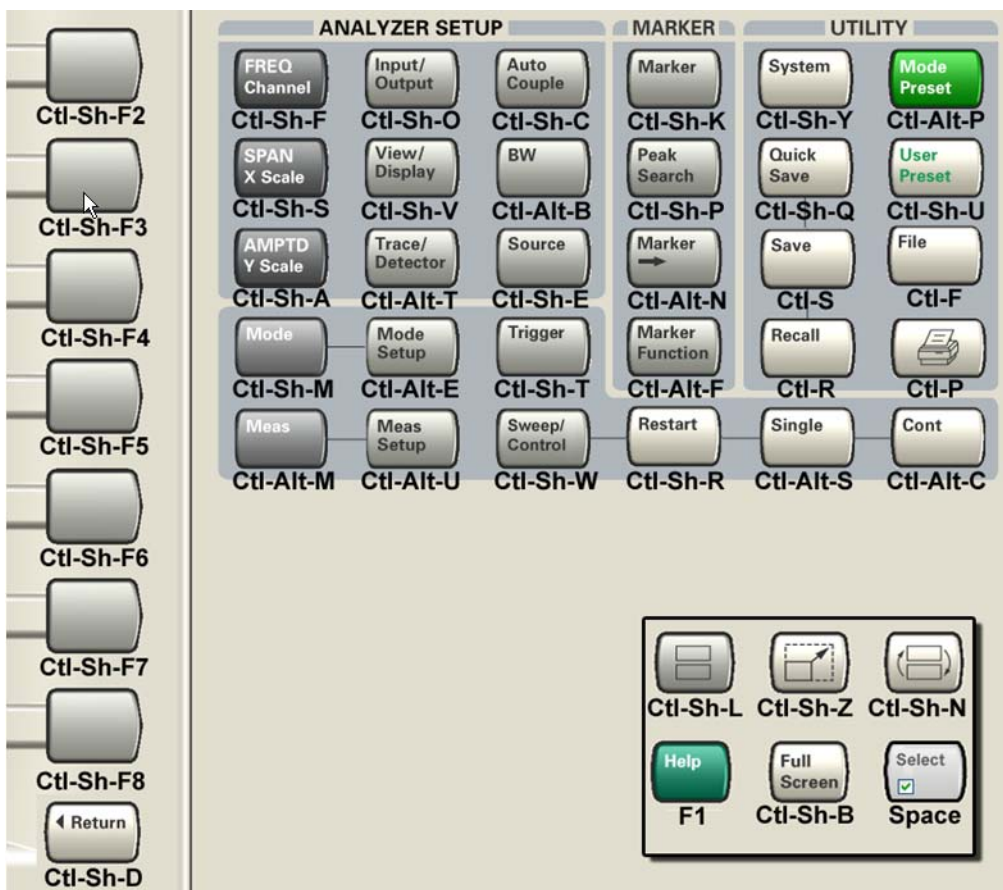 Ctl-Sh-F2
Ctl-Sh-F3
Ctl-Sh-F4
Ctl-Sh-F5
Ctl-Sh-F6
Ctl-Sh-F7
Ctl-Sh-F8
Return
Ctl-Sh-D
ANALYZER SETUP
MARKER
UTILITY
FREQ
Channel
Ctl-Sh-F
Input/
Output
Ctl-Sh-O
Auto
Couple
Ctl-Sh-C
Marker
Ctl-Sh-K
System
Ctl-Sh-Y
Mode
Preset
Ctl-Alt-P
SPAN
X Scale
Ctl-Sh-S
View/
Display
Ctl-Sh-V
BW
Ctl-Alt-B
Peak
Search
Ctl-Sh-P
Quick
Save
Ctl-Sh-Q
User
Preset
Ctl-Sh-U
AMPTD
Y Scale
Ctl-Sh-A
Trace/
Detector
Ctl-Alt-T
Source
Ctl-Sh-E
Marker
Ctl-Alt-N
Save
Ctl-S
File
Ctl-F
Mode
Ctl-Sh-M
Mode
Setup
Ctl-Alt-E
Trigger
Ctl-Sh-T
Marker
Function
Ctl-Alt-F
Recall
Ctl-R
Ctl-P
Meas
Ctl-Alt-M
Meas
Setup
Ctl-Alt-U
Sweep/
Control
Ctl-Sh-W
Restart
Ctl-Sh-R
Single
Ctl-Alt-S
Cont
Ctl-Alt-C
Ctl-Sh-L
Ctl-Sh-Z
Ctl-Sh-N
Help
F1
Full
Screen
Ctl-Sh-B
Select
Space